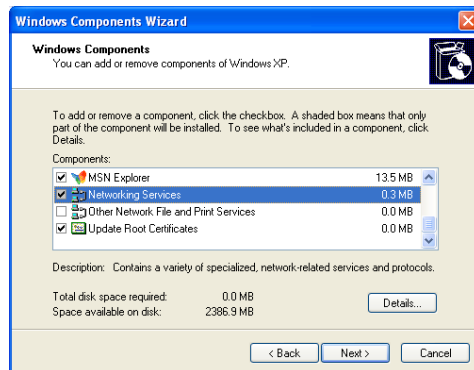 Windows Components Wizard
Windows Components
You can add or remove components of Windows XP.
To add or remove a component, click the checkbox. A shaded box means that only
part of the component will be installed. To see what's included in a component, click
Details.
Components:
MSN Explorer 13.5 MB
Networking Services 0.3 MB
Other Network File and Print Services 0.0 MB
Update Root Certificates 0.0 MB
Description: Contains a variety of specialized, network-related services and protocols.
Total disk space required: 0.0 MB
Space available on disk: 2386.9 MB
Details...
< Back Next > Cancel